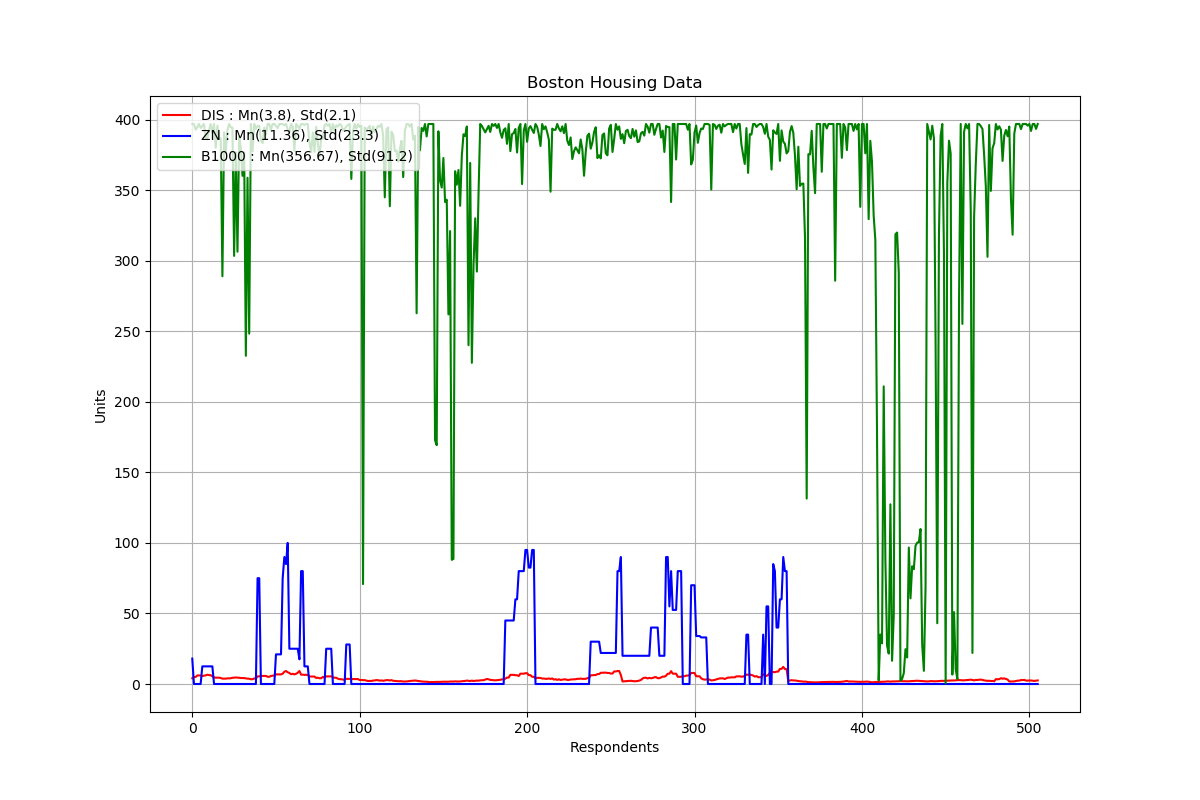 Boston Housing Data
DIS : Mn(3.8), Std(2.1)
ZN : Mn(11.36), Std(23.3)
B1000 : Mn(356.67), Std(91.2)
Units
400
350
300
250
200
150
100
50
0
0 100 200 300 400 500
Respondents